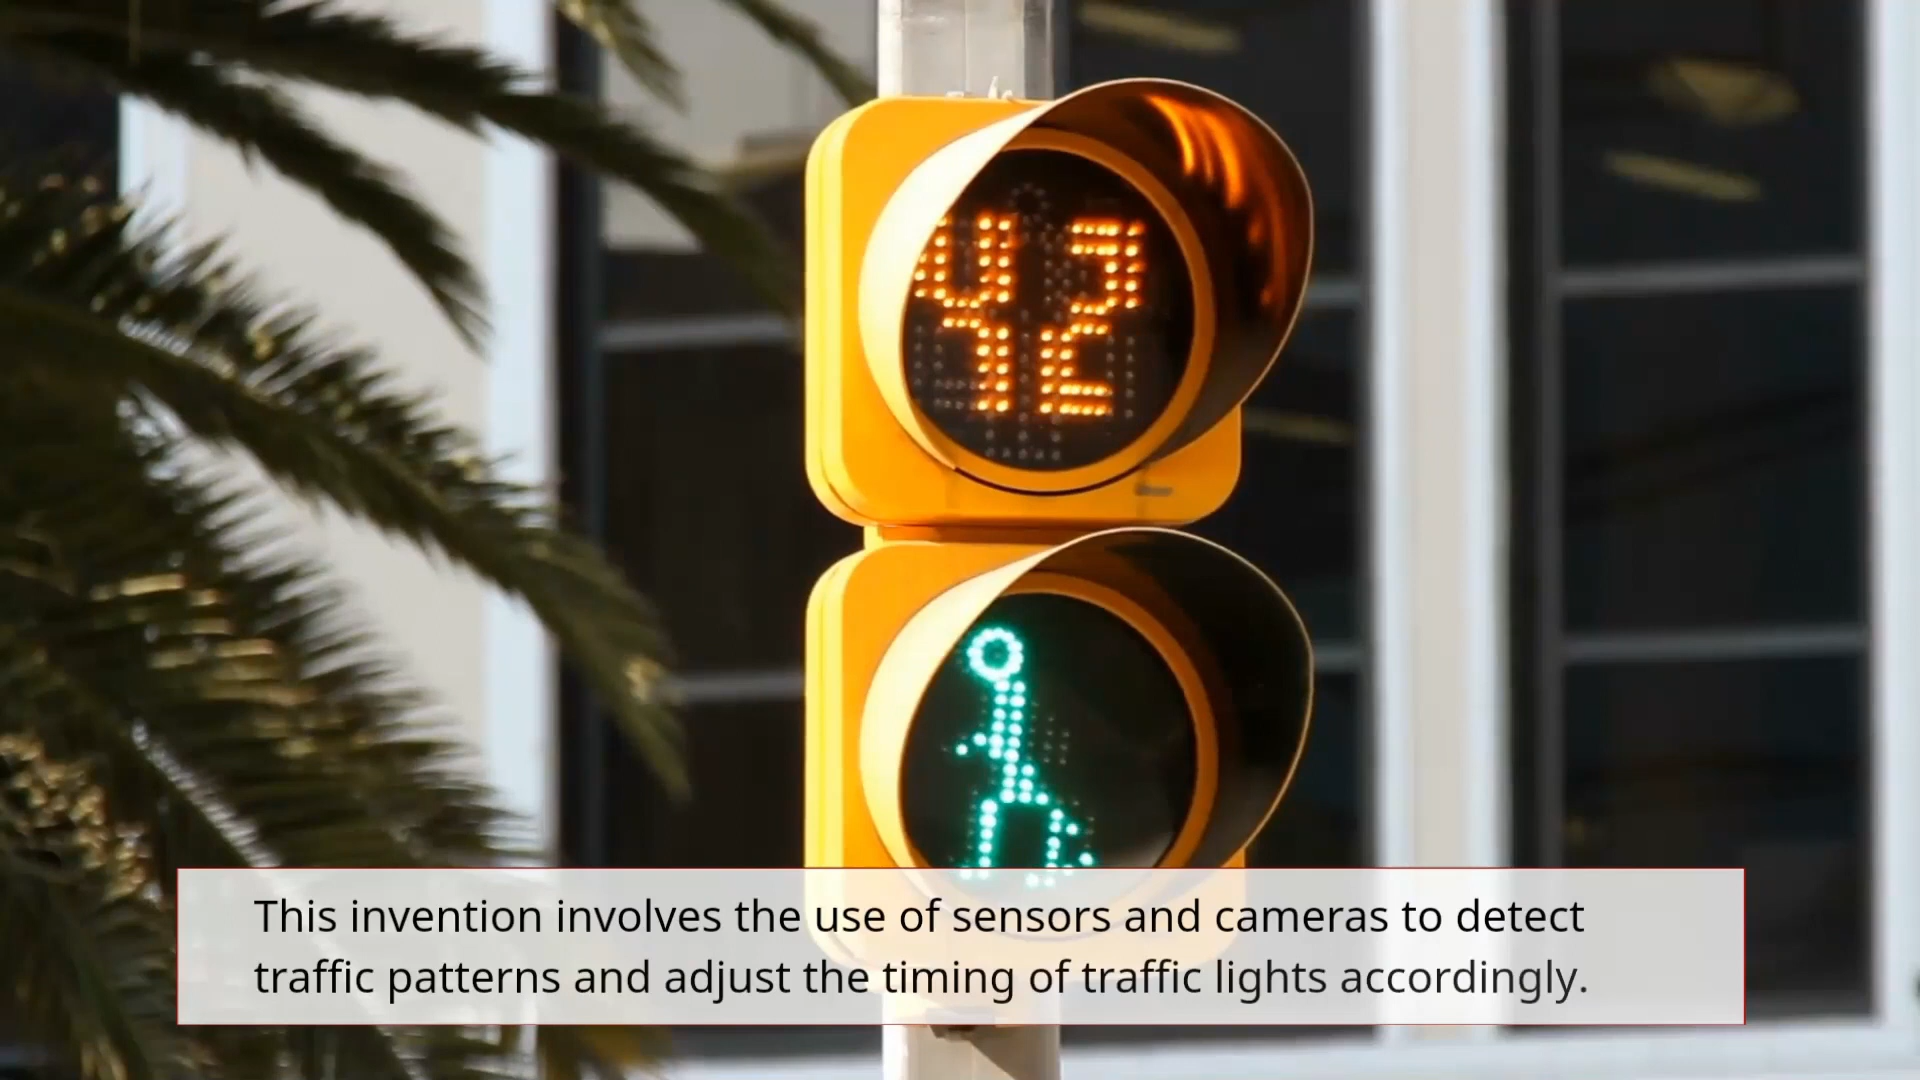 This invention involves the use of sensors and cameras to detect
traffic patterns and adjust the timing of traffic lights accordingly.